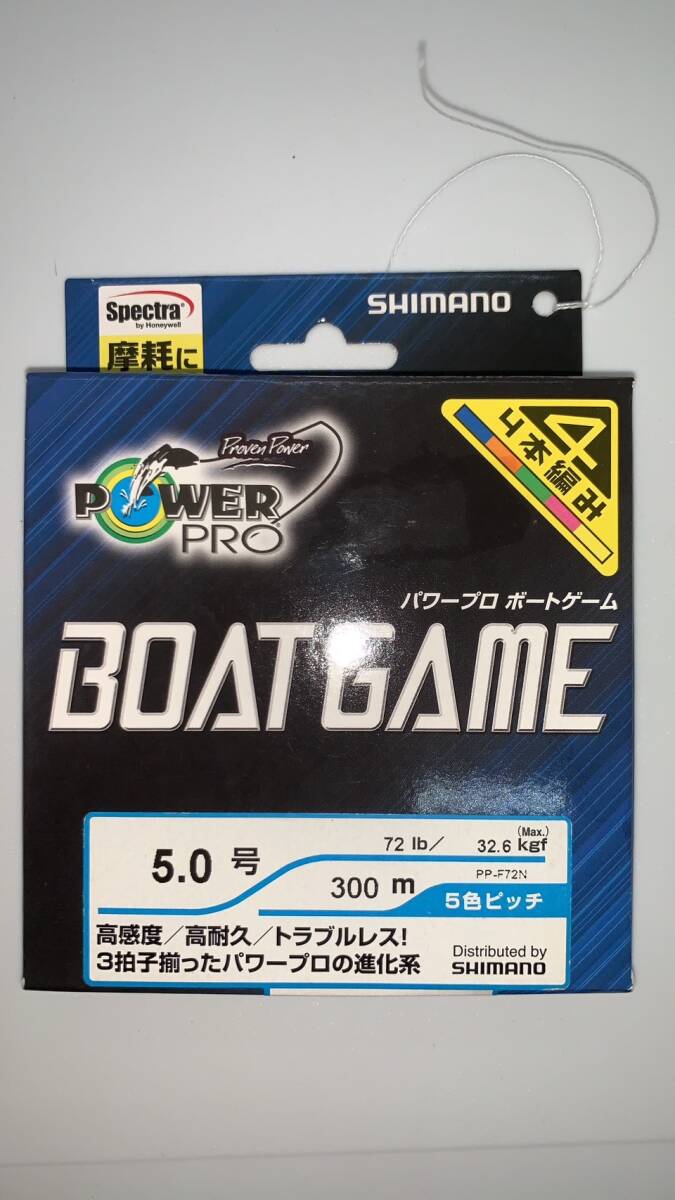 Spectra®
by Honeywell
SHIMANO
摩耗に
Proven Power
POWER
PRO
4
4本編み
パワープロ ボートゲーム
BOATGAME
5.0 号
72 lb/ 32.6 kgf
(Max.)
300 m
PP-F72N
5色ピッチ
高感度/高耐久/トラブルレス!
3拍子揃ったパワープロの進化系
Distributed by
SHIMANO